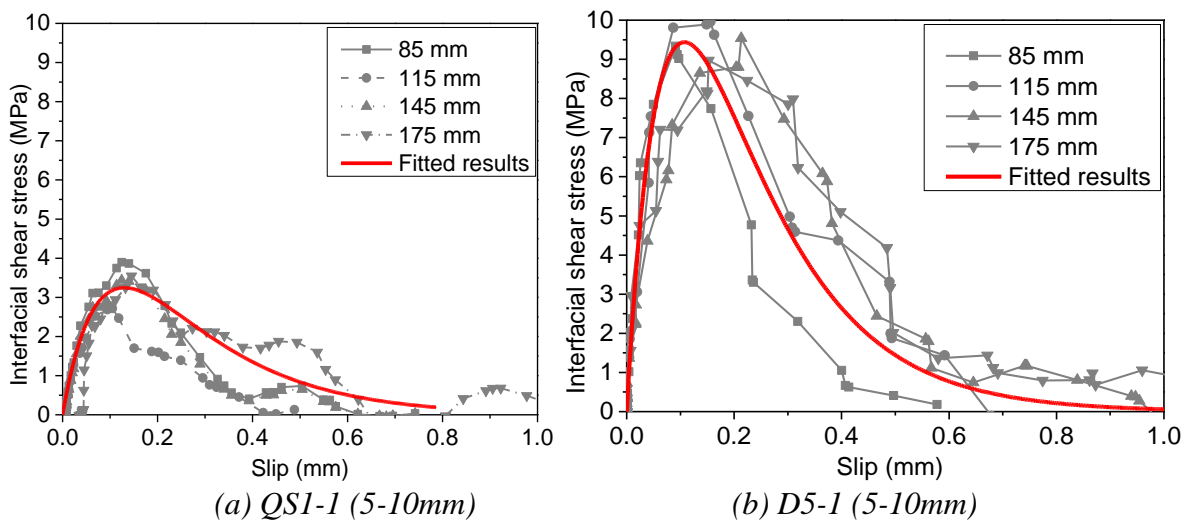 Interfacial shear stress (MPa)
10
9
8
7
6
5
4
3
2
1
0
0.0 0.2 0.4 0.6 0.8 1.0
Slip (mm)
85 mm
115 mm
145 mm
175 mm
Fitted results
(a) QS1-1 (5-10mm)
Interfacial shear stress (MPa)
10
9
8
7
6
5
4
3
2
1
0
0.0 0.2 0.4 0.6 0.8 1.0
Slip (mm)
85 mm
115 mm
145 mm
175 mm
Fitted results
(b) D5-1 (5-10mm)